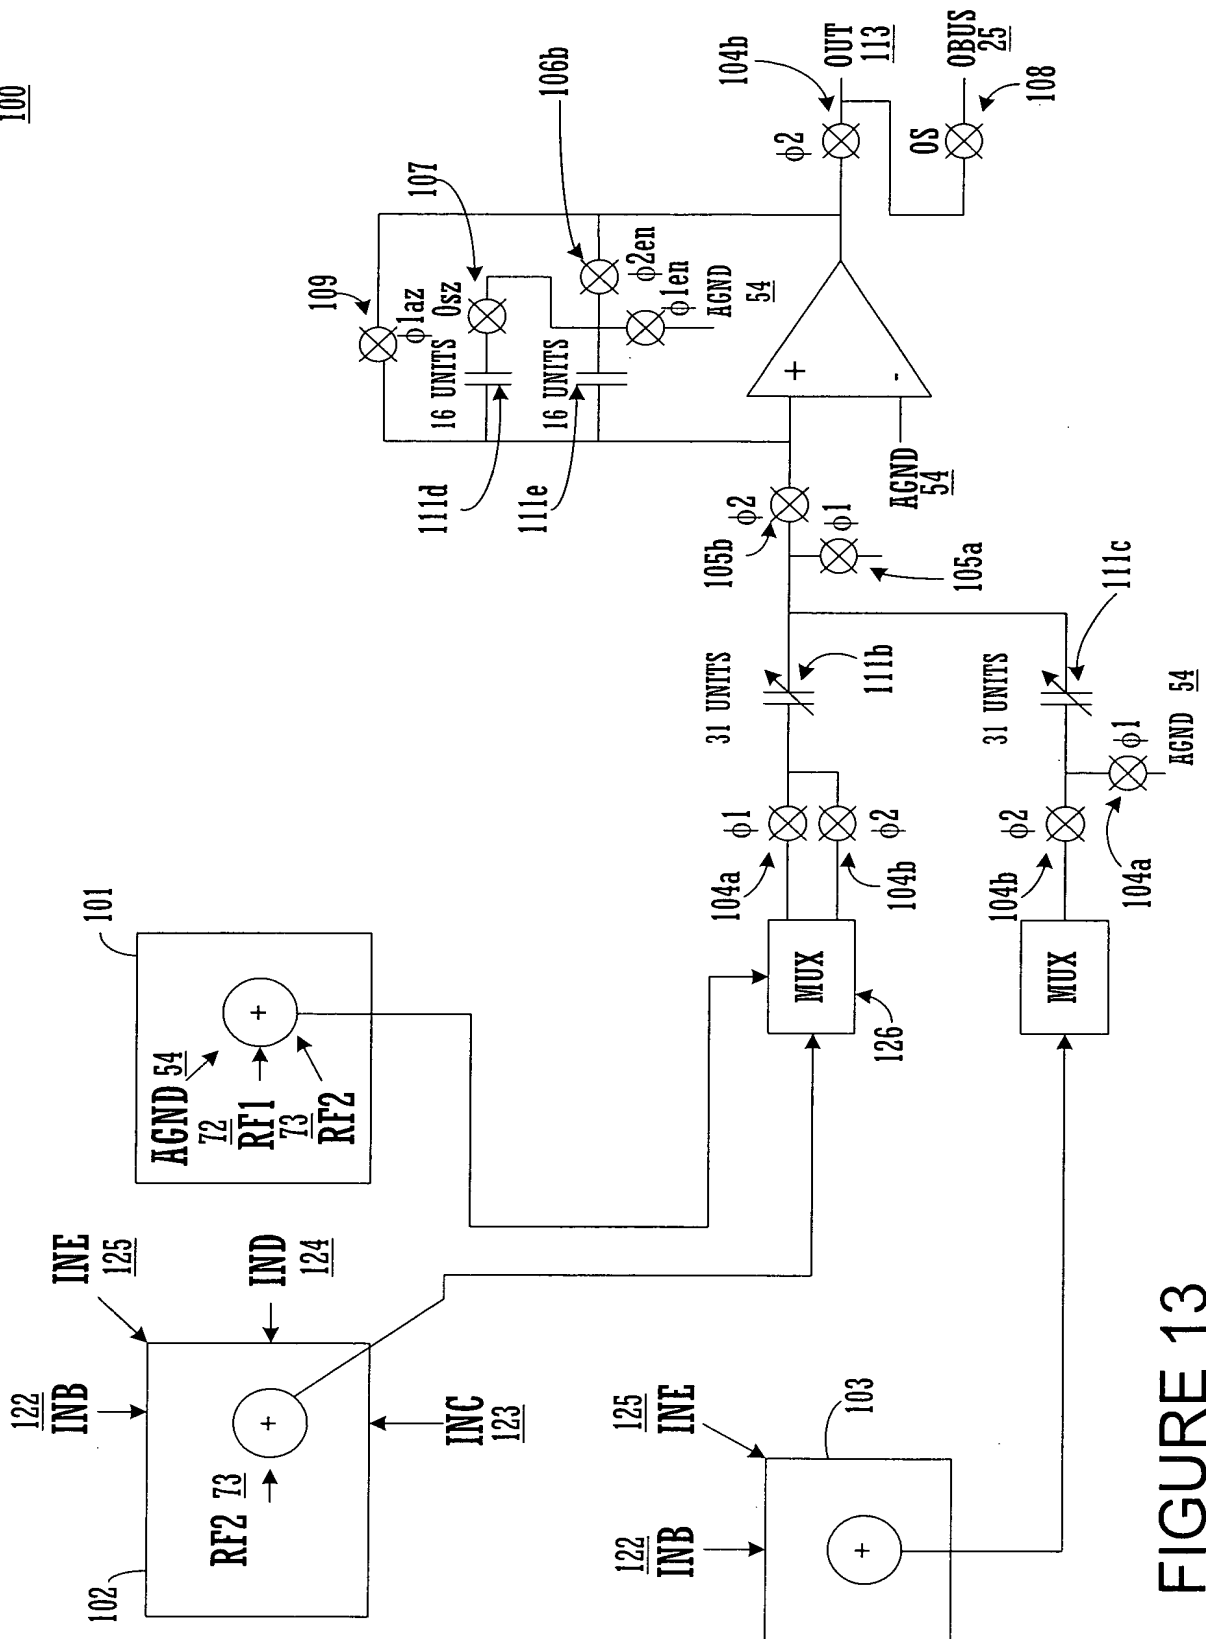 100
INE
125
122
INB
IND
124
RF2 73
INC
123
102
101
AGND 54
72
RF1
73
RF2
122
INB
125
INE
103
MUX
126
MUX
104a
ϕ1
104b
ϕ2
104b
ϕ2
104a
ϕ1
AGND 54
31 UNITS
111b
31 UNITS
111c
105b
ϕ2
ϕ1
105a
109
ϕ1az
107
0sz
16 UNITS
111d
16 UNITS
111e
106b
ϕ2en
ϕ1en
AGND
54
+
-
AGND
54
104b
ϕ2
OUT
113
OS
OBUS
25
108
+
+
+
FIGURE 13